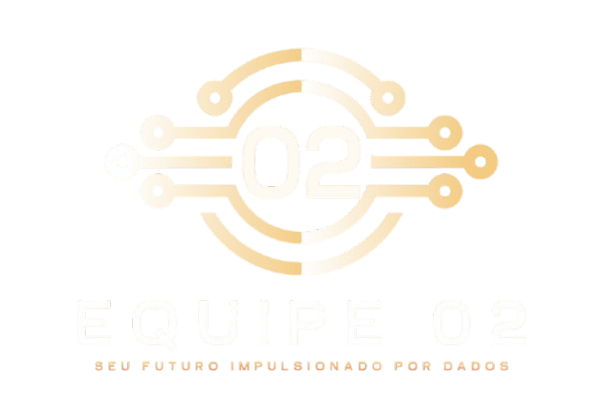 02
EQUIPE 02
SEU FUTURO IMPULSIONADO POR DADOS